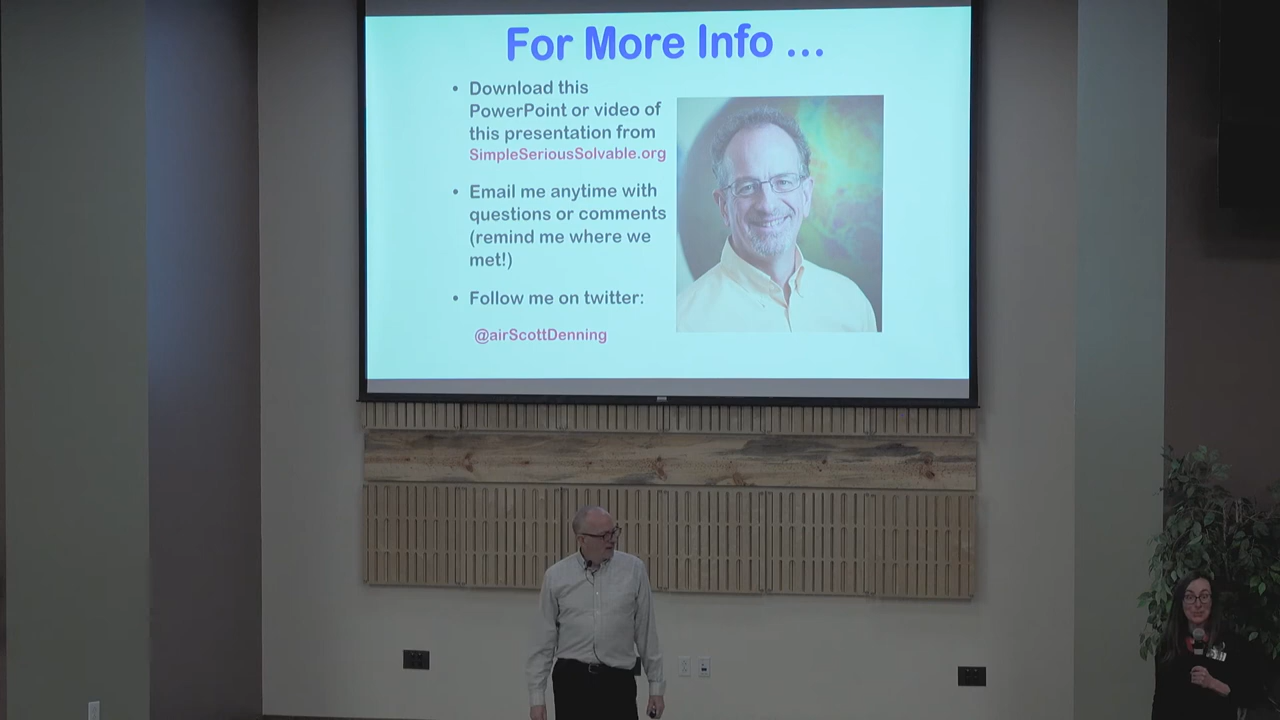 For More Info ...
• Download this
PowerPoint or video of
this presentation from
SimpleSeriousSolvable.org
• Email me anytime with
questions or comments
(remind me where we
met!)
• Follow me on twitter:
@airScottDenning